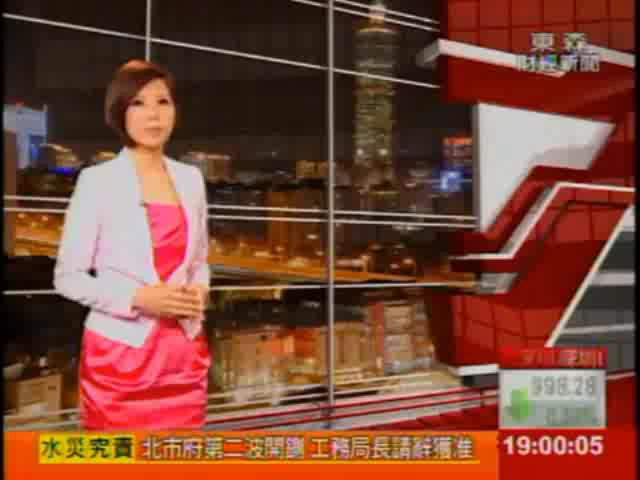 東森
財經新聞
998.28
水災究責 北市府第二波開鍘 工務局長請辭獲准
19:00:05